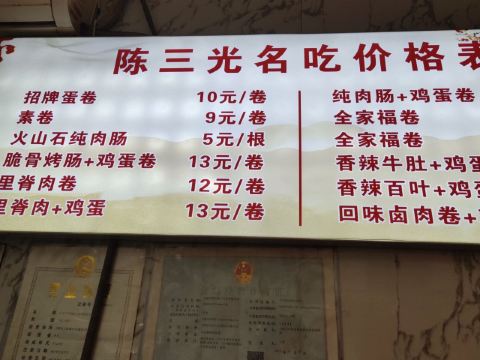 陈三光名吃价格表
招牌蛋卷 10元/卷
素卷 9元/卷
火山石纯肉肠 5元/根
脆骨烤肠+鸡蛋卷 13元/卷
里脊肉卷 12元/卷
里脊肉+鸡蛋 13元/卷
纯肉肠+鸡蛋卷
全家福卷
全家福卷
香辣牛肚+鸡
香辣百叶+鸡
回味卤肉卷+